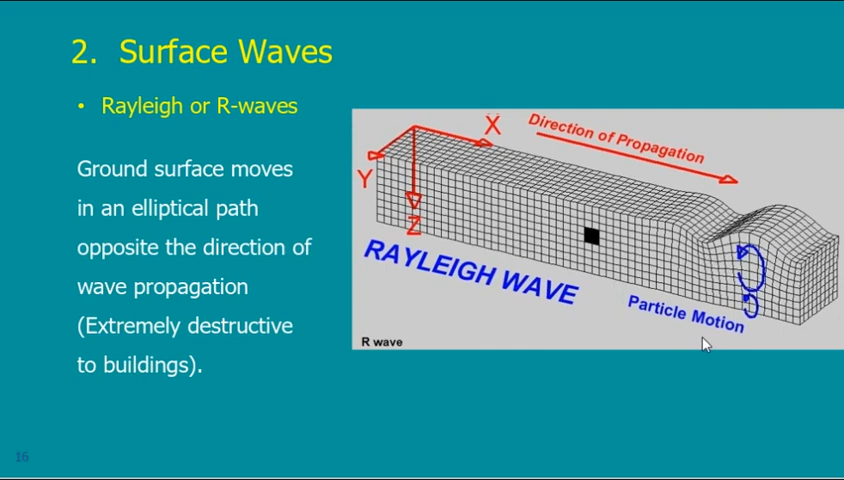 2. Surface Waves
• Rayleigh or R-waves
Ground surface moves
in an elliptical path
opposite the direction of
wave propagation
(Extremely destructive
to buildings).
Direction of Propagation
X
Y
Z
RAYLEIGH WAVE
Particle Motion
R wave
16